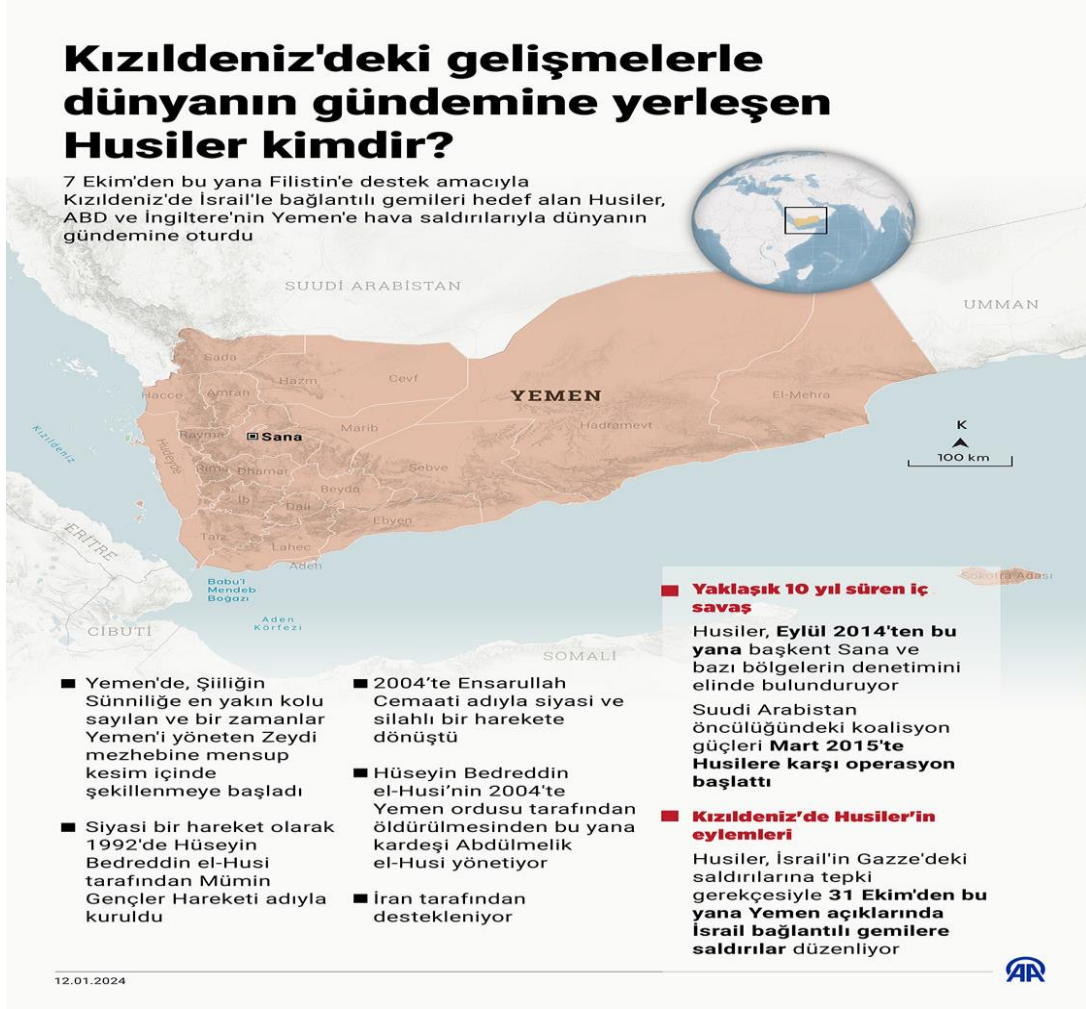 Kızıldeniz'deki gelişmelerle
dünyanın gündemine yerleşen
Husiler kimdir?
7 Ekim'den bu yana Filistin'e destek amacıyla
Kızıldeniz'de İsrail'le bağlantılı gemileri hedef alan Husiler,
ABD ve İngiltere'nin Yemen'e hava saldırılarıyla dünyanın
gündemine oturdu
SUUDİ ARABİSTAN
UMMAN
Sada
Hazm
Cevf
Hacce
Amran
YEMEN
El-Mehra
Kızıldeniz
Hudeyde
Rayma
Sana
Marib
Hadramevt
K
100 km
Rima
Dhamar
Şebve
Beyda
İb
Dali
Ebyen
Taiz
Lahec
Aden
ERİTRE
Babu'l
Mendeb
Boğazı
Aden
Körfezi
CİBUTİ
SOMALİ
Sokotra Adası
Yemen'de, Şiiliğin
Sünniliğe en yakın kolu
sayılan ve bir zamanlar
Yemen'i yöneten Zeydi
mezhebine mensup
kesim içinde
şekillenmeye başladı
Siyasi bir hareket olarak
1992'de Hüseyin
Bedreddin el-Husi
tarafından Mümin
Gençler Hareketi adıyla
kuruldu
2004’te Ensarullah
Cemaati adıyla siyasi ve
silahlı bir harekete
dönüştü
Hüseyin Bedreddin
el-Husi’nin 2004'te
Yemen ordusu tarafından
öldürülmesinden bu yana
kardeşi Abdülmelik
el-Husi yönetiyor
İran tarafından
destekleniyor
Yaklaşık 10 yıl süren iç
savaş
Husiler, Eylül 2014'ten bu
yana başkent Sana ve
bazı bölgelerin denetimini
elinde bulunduruyor
Suudi Arabistan
öncülüğündeki koalisyon
güçleri Mart 2015'te
Husilere karşı operasyon
başlattı
Kızıldeniz’de Husiler’in
eylemleri
Husiler, İsrail'in Gazze'deki
saldırılarına tepki
gerekçesiyle 31 Ekim'den bu
yana Yemen açıklarında
İsrail bağlantılı gemilere
saldırılar düzenliyor
12.01.2024
AA